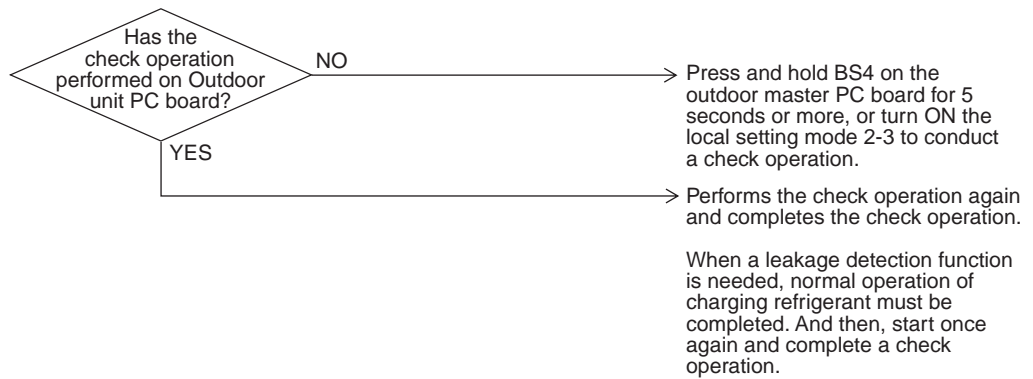 Has the
check operation
performed on Outdoor
unit PC board?
NO
Press and hold BS4 on the
outdoor master PC board for 5
seconds or more, or turn ON the
local setting mode 2-3 to conduct
a check operation.
YES
Performs the check operation again
and completes the check operation.
When a leakage detection function
is needed, normal operation of
charging refrigerant must be
completed. And then, start once
again and complete a check
operation.